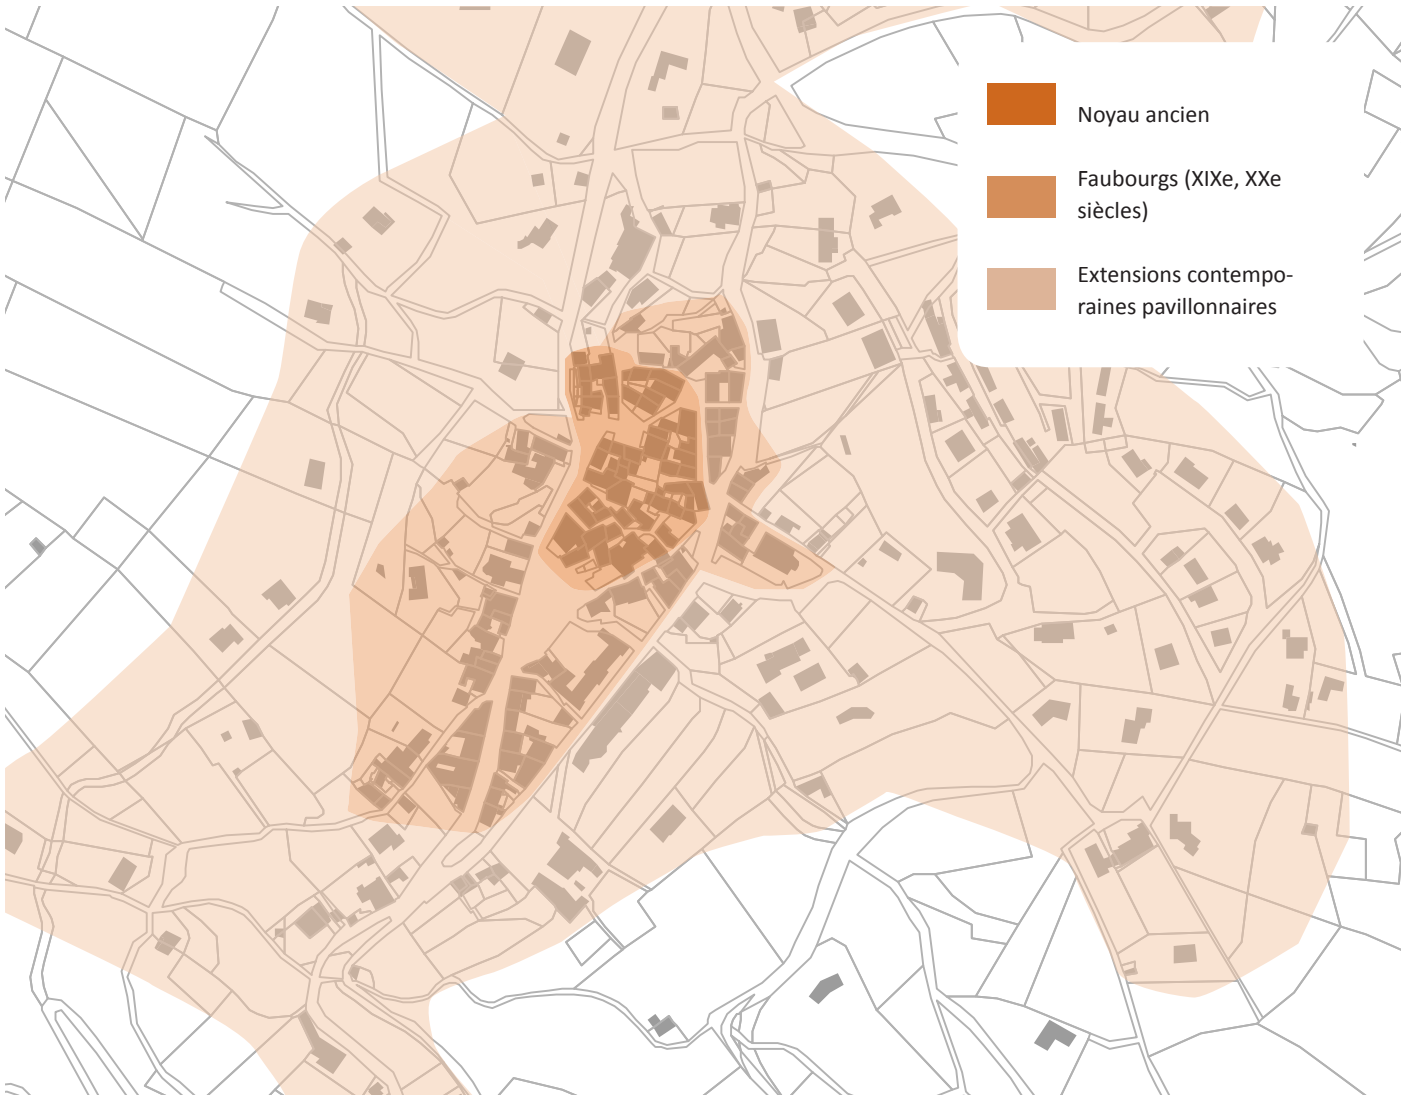 Noyau ancien
Faubourgs (XIXe, XXe
siècles)
Extensions contempo-
raines pavillonnaires